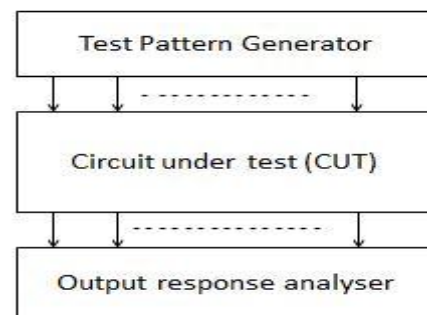 Test Pattern Generator
Circuit under test (CUT)
Output response analyser